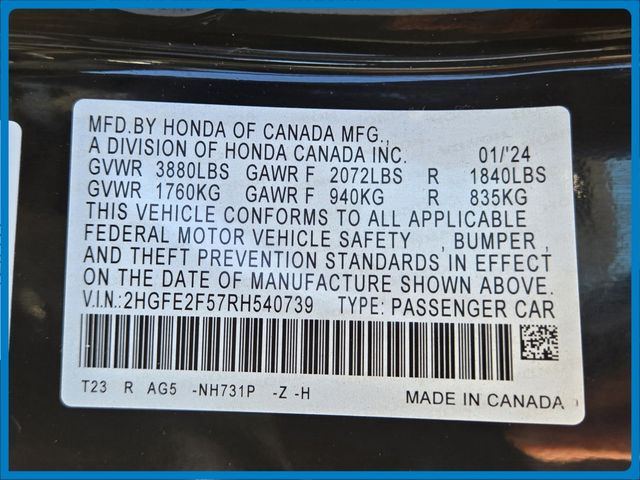 MFD.BY HONDA OF CANADA MFG.,
A DIVISION OF HONDA CANADA INC. 01/'24
GVWR 3880LBS GAWR F 2072LBS R 1840LBS
GVWR 1760KG GAWR F 940KG R 835KG
THIS VEHICLE CONFORMS TO ALL APPLICABLE
FEDERAL MOTOR VEHICLE SAFETY , BUMPER ,
AND THEFT PREVENTION STANDARDS IN EFFECT
ON THE DATE OF MANUFACTURE SHOWN ABOVE.
V.I.N.:2HGFE2F57RH540739 TYPE: PASSENGER CAR
T23 R AG5 -NH731P -Z -H
MADE IN CANADA